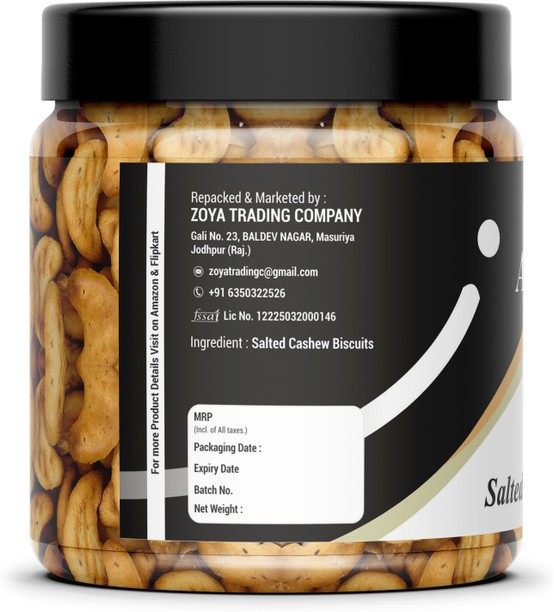 Repacked & Marketed by :
ZOYA TRADING COMPANY
Gali No. 23, BALDEV NAGAR, Masuriya
Jodhpur (Raj.)
zoyatradingc@gmail.com
+91 6350322526
fssai Lic No. 12225032000146
Ingredient : Salted Cashew Biscuits
MRP
(Incl. of All taxes.)
Packaging Date :
Expiry Date
Batch No.
Net Weight :
For more Product Details Visit on Amazon & Flipkart
A
Salted